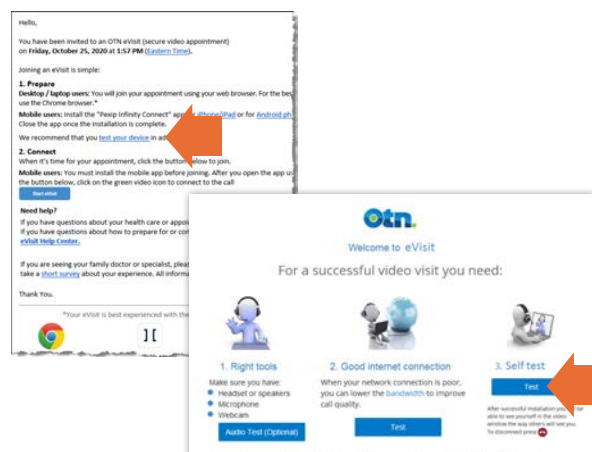 Hello,
You have been invited to an OTN eVisit (secure video appointment)
on Friday, October 25, 2020 at 1:57 PM (Eastern Time).
Joining an eVisit is simple:
1. Prepare
Desktop / laptop users: You will join your appointment using your web browser. For the
use the Chrome browser.*
Mobile users: Install the "Pexip Infinity Connect" iPhone/iPad or for Android
Close the app once the installation is complete.
We recommend that you test your device in
2. Connect
When it's time for your appointment, click the button below to join.
Mobile users: You must install the mobile app before joining. After you open the app
the button below, click on the green video icon to connect to the call
Start eVisit
Need help?
If you have questions about your health care or
If you have questions about how to prepare for or
eVisit Help Center.
If you are seeing your family doctor or specialist,
take a short survey about your experience. All
Thank You.
*Your eVisit is best experienced with the
otn.
Welcome to eVisit
For a successful video visit you need:
1. Right tools
Make sure you have:
Headset or speakers
Microphone
Webcam
Audio Test (Optional)
2. Good internet connection
When your network connection is poor,
you can lower the bandwidth to improve
call quality.
Test
3. Self test
Test
After successful installation you be
able to see yourself in the video
window the way others will see you.
To disconnect press